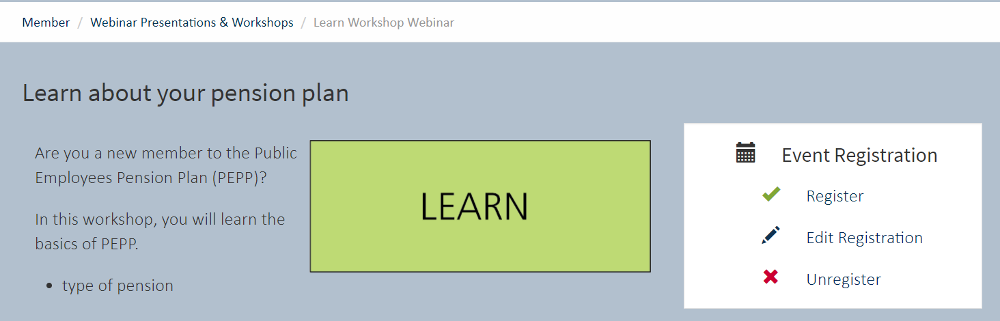 Member / Webinar Presentations & Workshops / Learn Workshop Webinar
Learn about your pension plan
Are you a new member to the Public
Employees Pension Plan (PEPP)?
In this workshop, you will learn the
basics of PEPP.
• type of pension
LEARN
Event Registration
Register
Edit Registration
Unregister